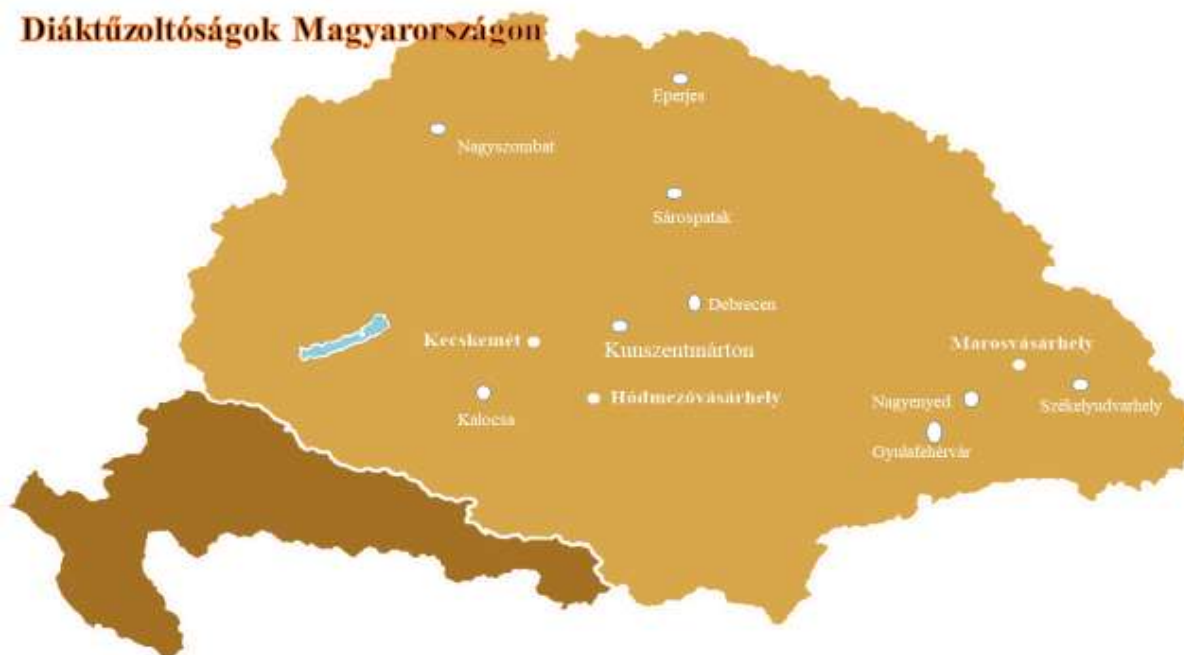 Diáktűzoltóságok Magyarországon
Eperjes
Nagyszombat
Sárospatak
Debrecen
Kecskemét
Kunszentmárton
Marosvásárhely
Kalocsa
Hódmezővásárhely
Nagyenyed
Székelyudvarhely
Gyulafehérvár